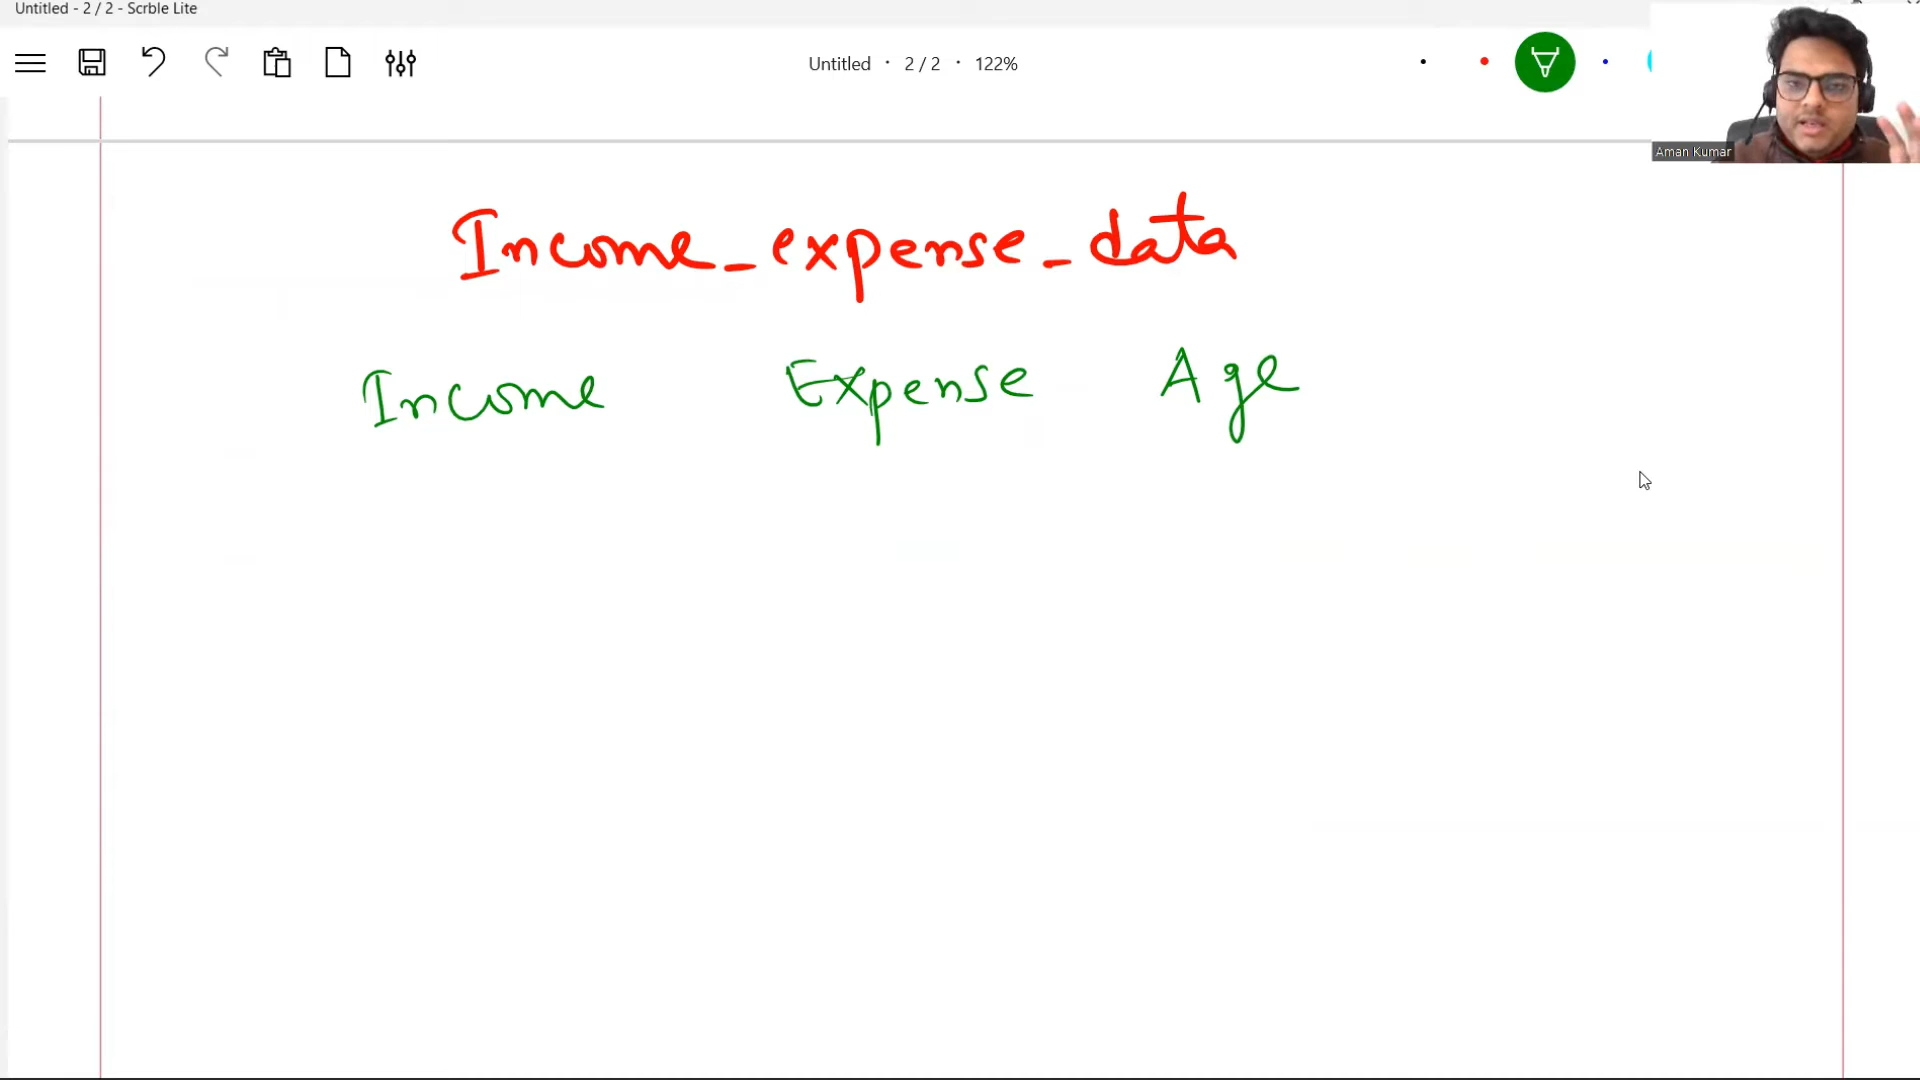 Untitled - 2 / 2 - Scrble Lite
Untitled • 2 / 2 • 122%
Aman Kumar
Income_expense_data
Income Expense Age